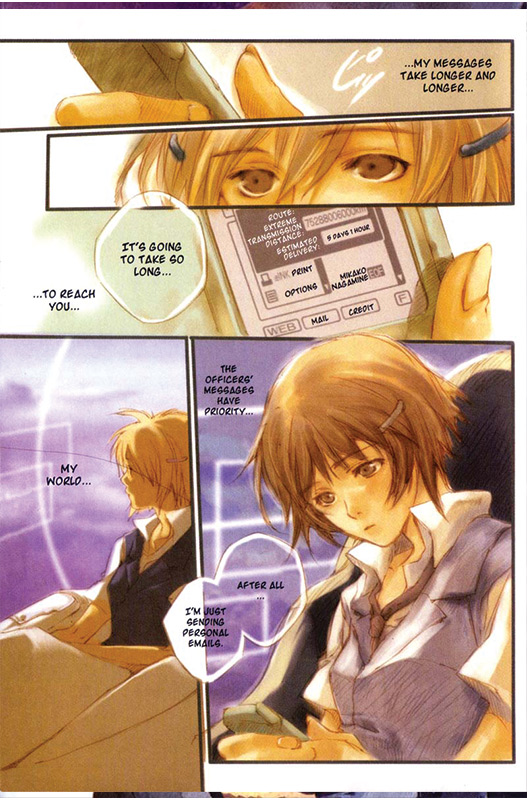 ...MY MESSAGES
TAKE LONGER AND
LONGER...
ROUTE:
EXTREME
TRANSMISSION
DISTANCE:
75288006000km
ESTIMATED
DELIVERY:
5 DAYS 1 HOUR
PRINT
OPTIONS
MIKAKO
NAGAMINE
WEB
MAIL
CREDIT
F
IT'S GOING
TO TAKE SO
LONG...
...TO REACH
YOU...
THE
OFFICERS'
MESSAGES
HAVE
PRIORITY...
AFTER ALL
...
I'M JUST
SENDING
PERSONAL
EMAILS.
MY
WORLD...